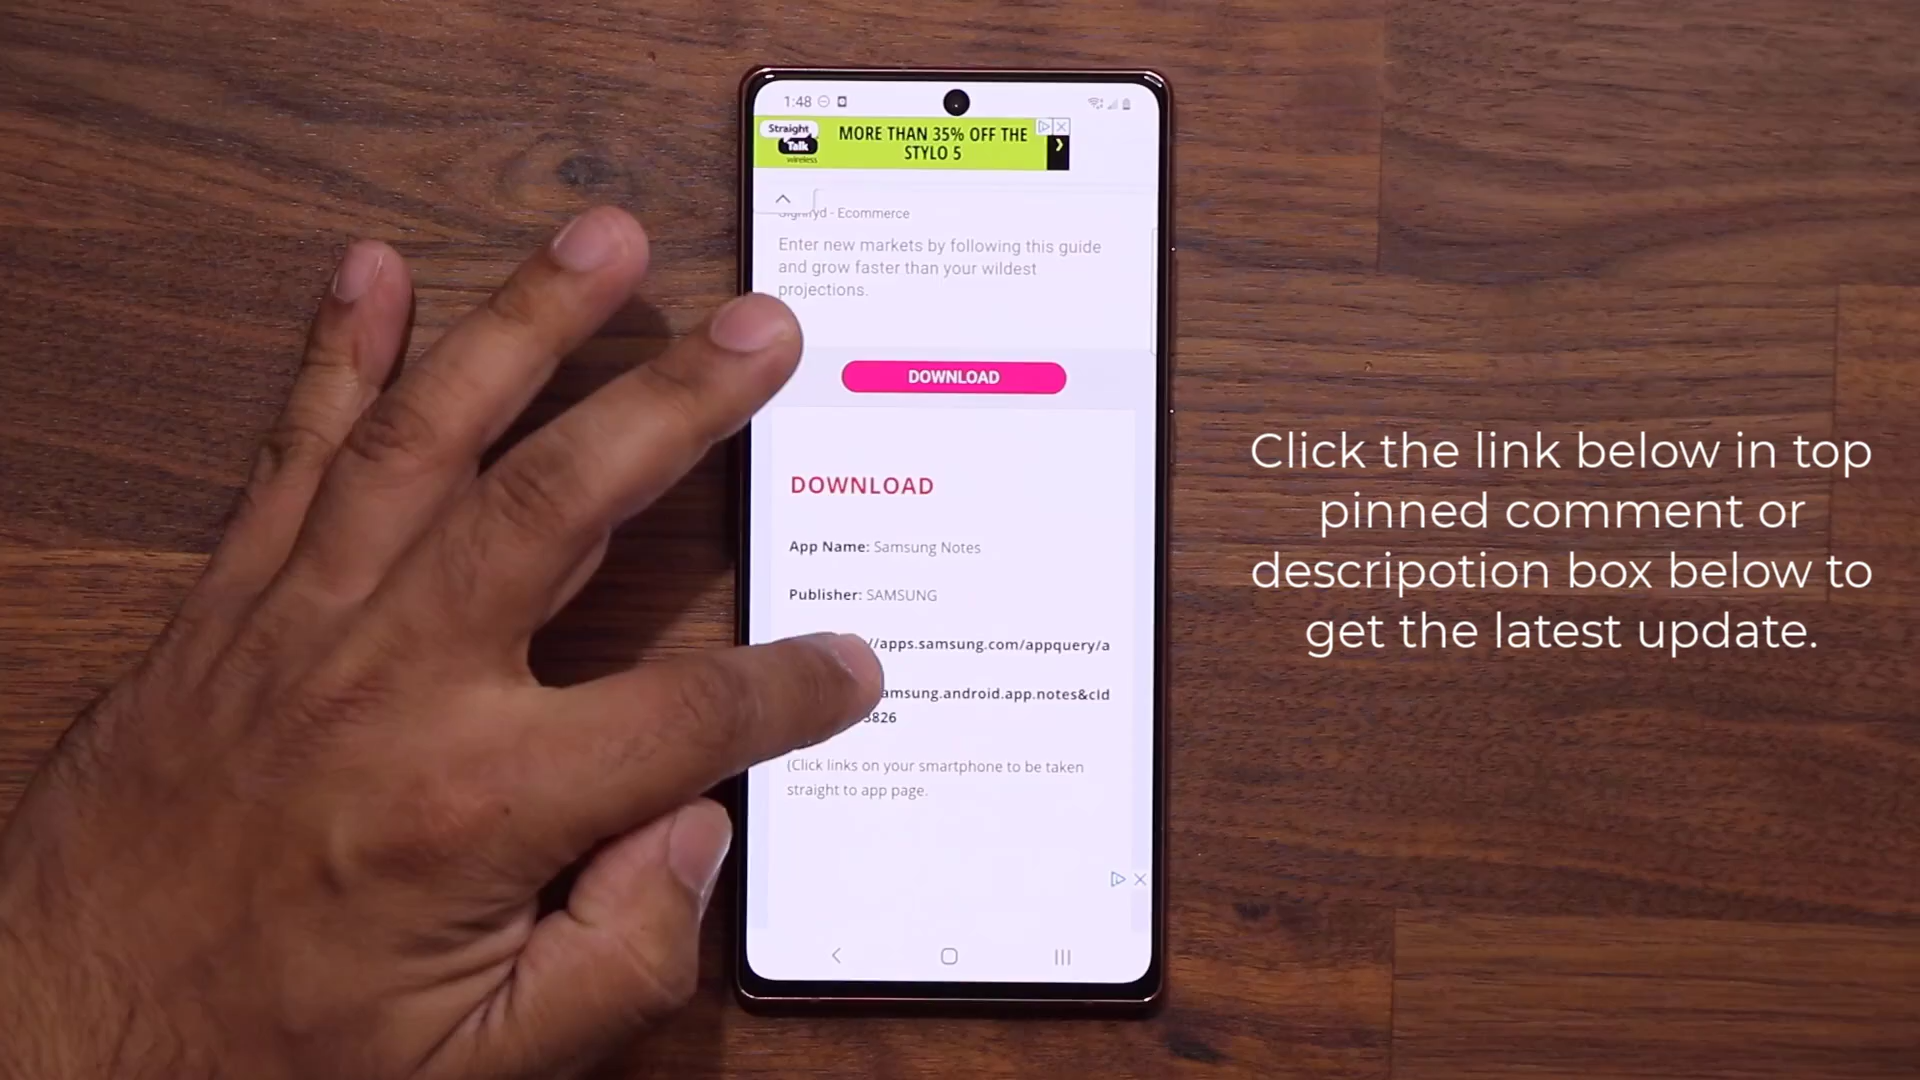 1:48
Straight
Talk
wireless
MORE THAN 35% OFF THE
STYLO 5
- Ecommerce
Enter new markets by following this guide
and grow faster than your wildest
projections.
DOWNLOAD
DOWNLOAD
App Name: Samsung Notes
Publisher: SAMSUNG
//apps.samsung.com/appquery/a
amsung.android.app.notes&cId
3826
(Click links on your smartphone to be taken
straight to app page.
Click the link below in top
pinned comment or
descripotion box below to
get the latest update.